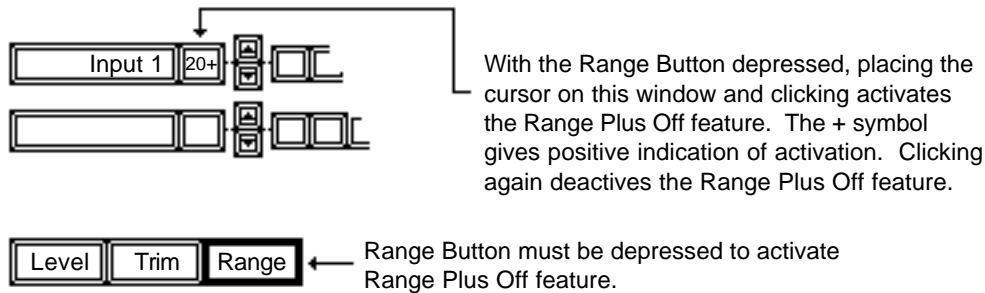 Input 1 20+
With the Range Button depressed, placing the
cursor on this window and clicking activates
the Range Plus Off feature. The + symbol
gives positive indication of activation. Clicking
again deactives the Range Plus Off feature.
Level Trim Range
Range Button must be depressed to activate
Range Plus Off feature.